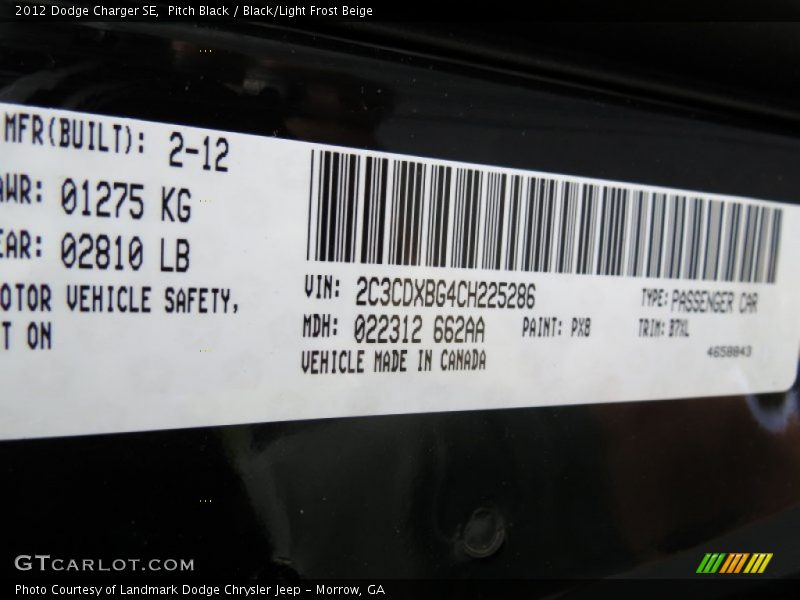 2012 Dodge Charger SE, Pitch Black / Black/Light Frost Beige
MFR(BUILT): 2-12
AWR: 01275 KG
EAR: 02810 LB
OTOR VEHICLE SAFETY,
T ON
VIN: 2C3CDXBG4CH225286
TYPE: PASSENGER CAR
MDH: 022312 662AA
PAINT: PX8
TRIM: B7XL
VEHICLE MADE IN CANADA
4658843
GTCARLOT.COM
Photo Courtesy of Landmark Dodge Chrysler Jeep - Morrow, GA